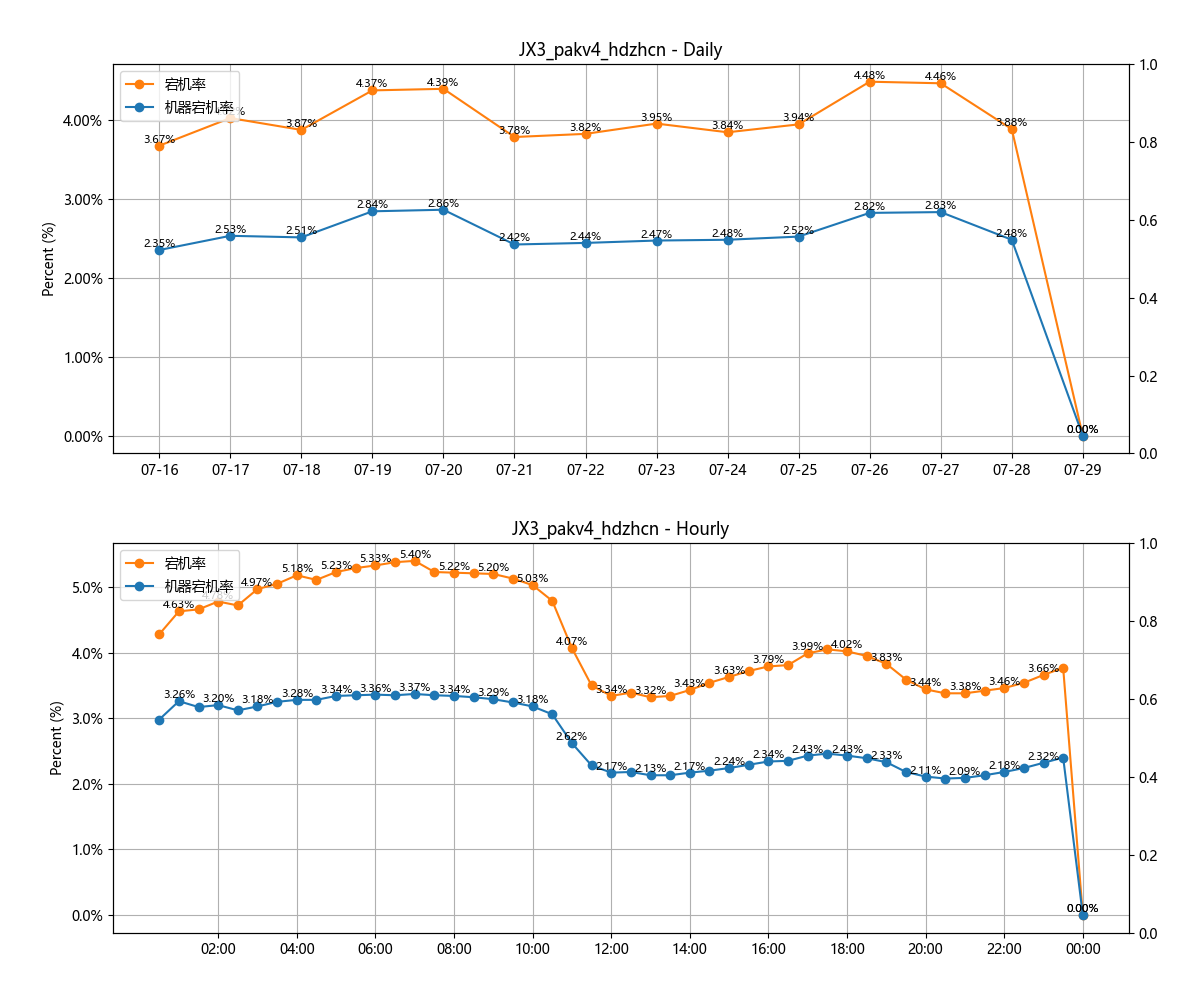 JX3_pakv4_hdzhcn - Daily
宕机率
机器宕机率
Percent (%)
4.00%
3.00%
2.00%
1.00%
0.00%
1.0
0.8
0.6
0.4
0.2
0.0
3.67% 3.87% 4.37% 4.39% 3.78% 3.82% 3.95% 3.84% 3.94% 4.48% 4.46% 3.88% 0.00%
2.35% 2.53% 2.51% 2.84% 2.86% 2.42% 2.44% 2.47% 2.48% 2.52% 2.82% 2.83% 2.48% 0.00%
07-16 07-17 07-18 07-19 07-20 07-21 07-22 07-23 07-24 07-25 07-26 07-27 07-28 07-29
JX3_pakv4_hdzhcn - Hourly
宕机率
机器宕机率
Percent (%)
5.0%
4.0%
3.0%
2.0%
1.0%
0.0%
1.0
0.8
0.6
0.4
0.2
0.0
4.63% 4.78% 4.97% 5.18% 5.23% 5.33% 5.40% 5.22% 5.20% 5.03% 4.07% 3.34% 3.32% 3.43% 3.63% 3.79% 3.99% 4.02% 3.83% 3.44% 3.38% 3.46% 3.66% 0.00%
3.26% 3.20% 3.18% 3.28% 3.34% 3.36% 3.37% 3.34% 3.29% 3.18% 2.62% 2.17% 2.13% 2.17% 2.24% 2.34% 2.43% 2.43% 2.33% 2.11% 2.09% 2.18% 2.32% 0.00%
02:00 04:00 06:00 08:00 10:00 12:00 14:00 16:00 18:00 20:00 22:00 00:00